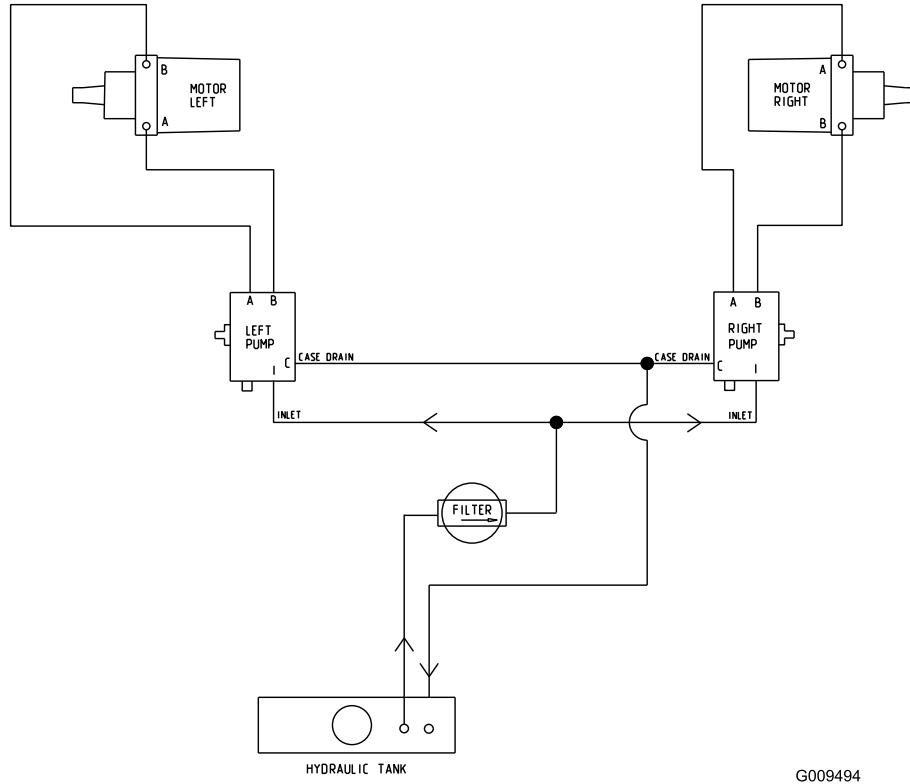 B
MOTOR
LEFT
A
A
MOTOR
RIGHT
B
A B
LEFT
PUMP
C
I
CASE DRAIN
INLET
A B
RIGHT
PUMP
C
I
CASE DRAIN
INLET
FILTER
HYDRAULIC TANK
G009494